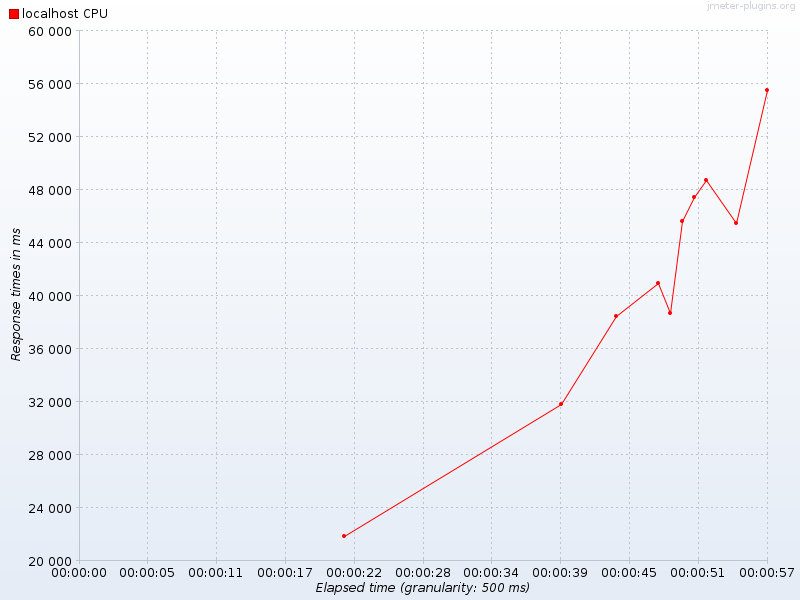 localhost CPU
jmeter-plugins.org
60 000
56 000
52 000
48 000
44 000
40 000
36 000
32 000
28 000
24 000
20 000
Response times in ms
00:00:00 00:00:05 00:00:11 00:00:17 00:00:22 00:00:28 00:00:34 00:00:39 00:00:45 00:00:51 00:00:57
Elapsed time (granularity: 500 ms)